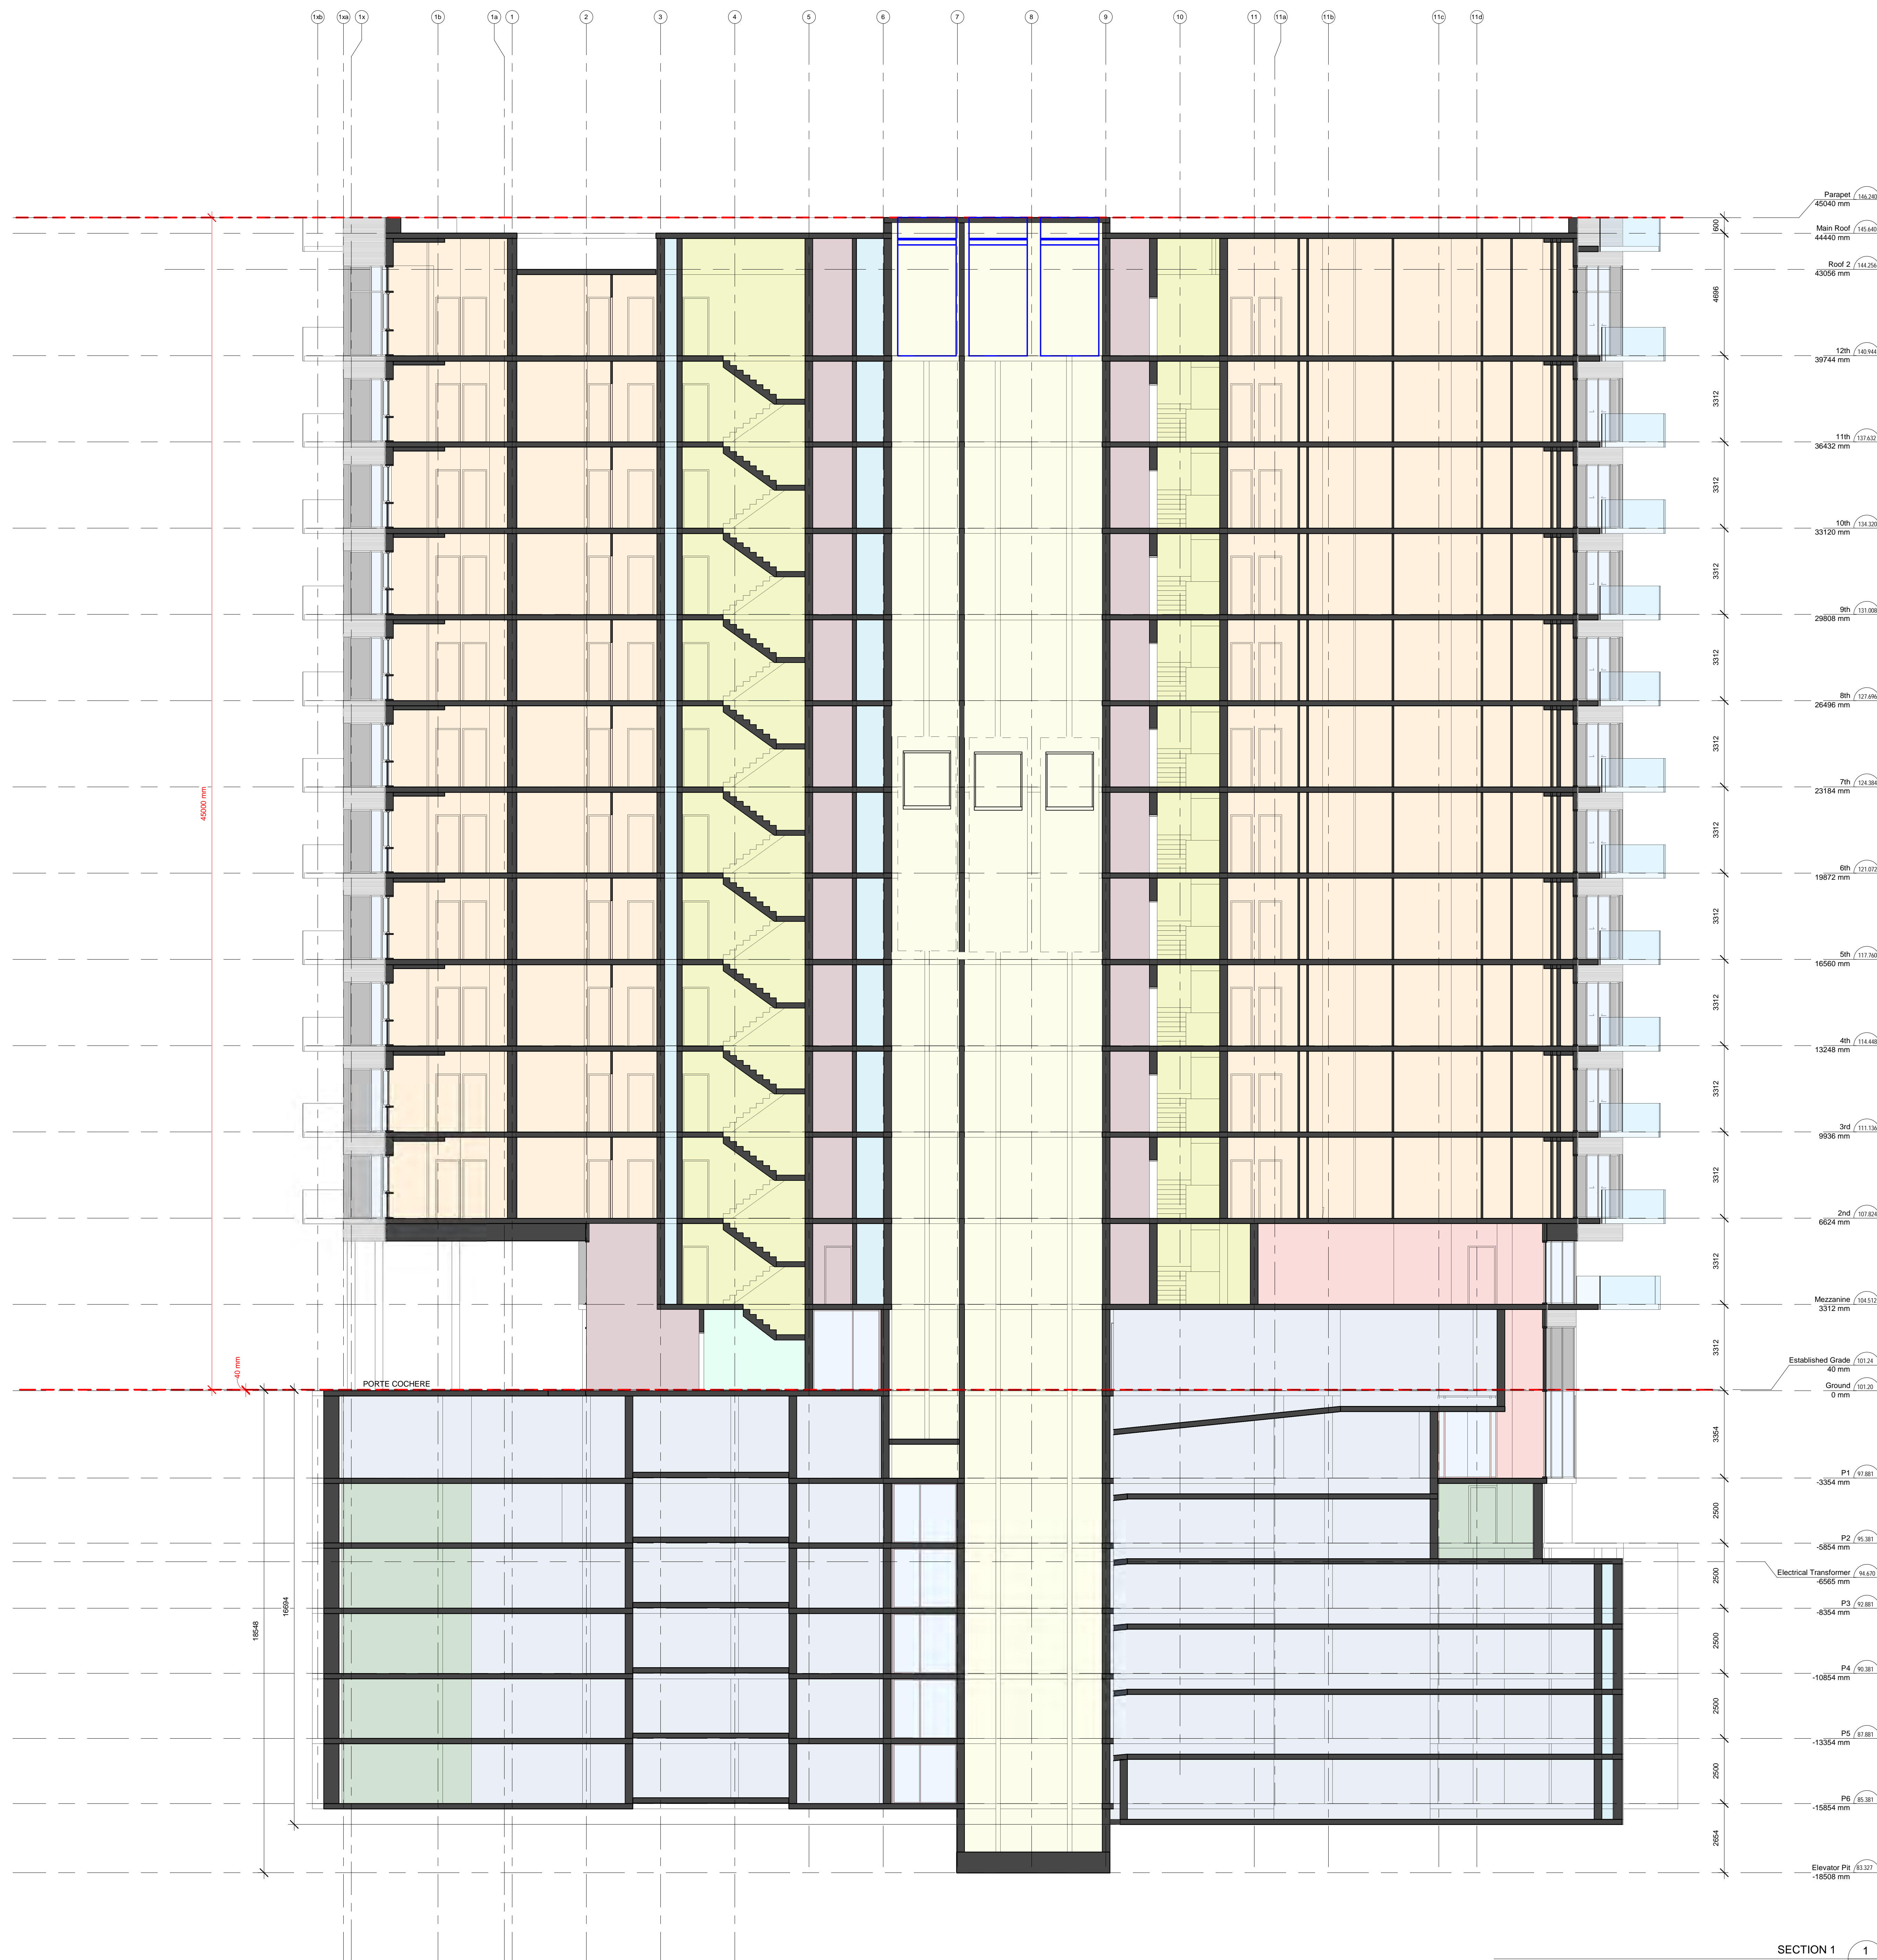 1xb 1xa 1x 1b 1a 1 2 3 4 5 6 7 8 9 10 11 11a 11b 11c 11d
Parapet 146.240
45040 mm
600
Main Roof 145.640
44440 mm
Roof 2 144.256
43056 mm
4696
12th 140.944
39744 mm
3312
11th 137.632
36432 mm
3312
10th 134.320
33120 mm
3312
9th 131.008
29808 mm
3312
8th 127.696
26496 mm
3312
7th 124.384
23184 mm
45000 mm
3312
6th 121.072
19872 mm
3312
5th 117.760
16560 mm
3312
4th 114.448
13248 mm
3312
3rd 111.136
9936 mm
3312
2nd 107.824
6624 mm
3312
Mezzanine 104.512
3312 mm
3312
Established Grade 101.24
40 mm
40 mm
PORTE COCHERE
Ground 101.20
0 mm
3354
P1 97.881
-3354 mm
2500
P2 95.381
-5854 mm
2500
Electrical Transformer 94.670
-6565 mm
P3 92.881
-8354 mm
16694
18548
2500
P4 90.381
-10854 mm
2500
P5 87.881
-13354 mm
2500
P6 85.381
-15854 mm
2654
Elevator Pit 83.327
-18508 mm
SECTION 1 1